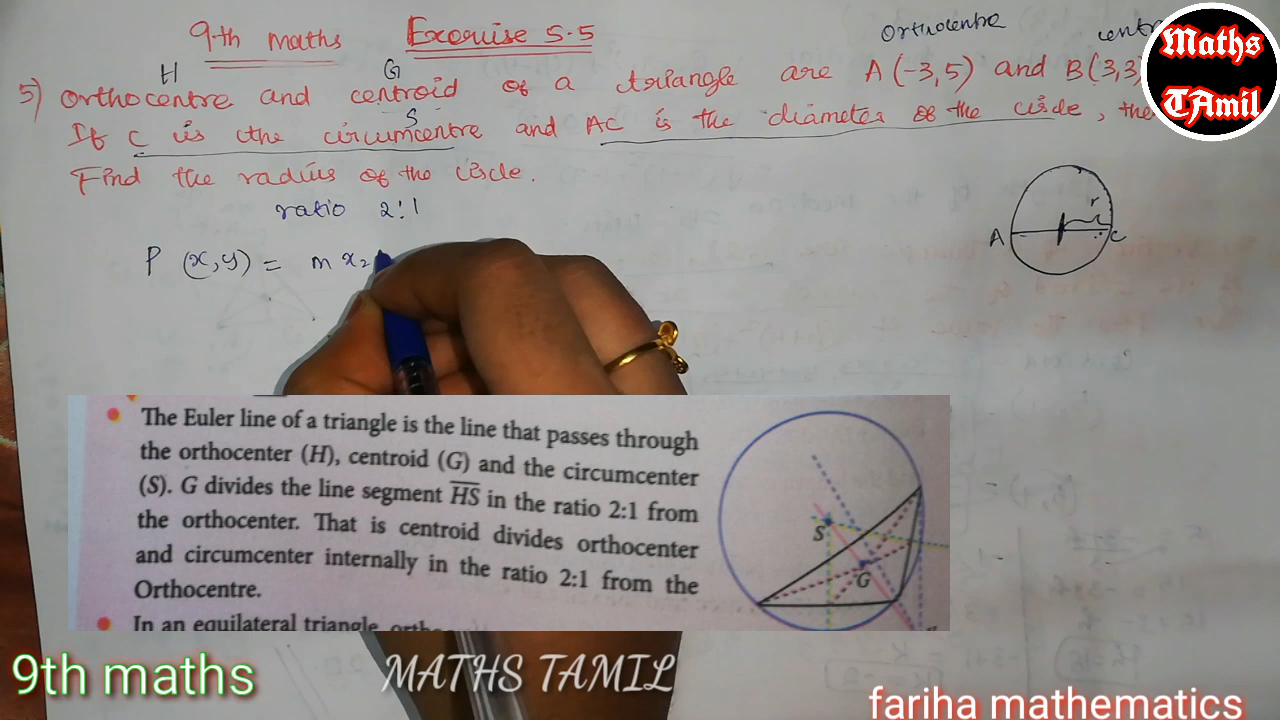 9th maths Exercise 5.5
Orthocentre
H G
5) Orthocentre and centroid of a triangle are A(-3,5) and B(3,3)
S
If C is the circumcentre and AC is the diameter of the circle, the
Find the radius of the circle.
ratio 2:1
P (x,y) = m x₂
A r C
Maths
TAmil
The Euler line of a triangle is the line that passes through
the orthocenter (H), centroid (G) and the circumcenter
(S). G divides the line segment HS in the ratio 2:1 from
the orthocenter. That is centroid divides orthocenter
and circumcenter internally in the ratio 2:1 from the
Orthocentre.
In an equilateral triangle,
S
G
9th maths
MATHS TAMIL
fariha mathematics